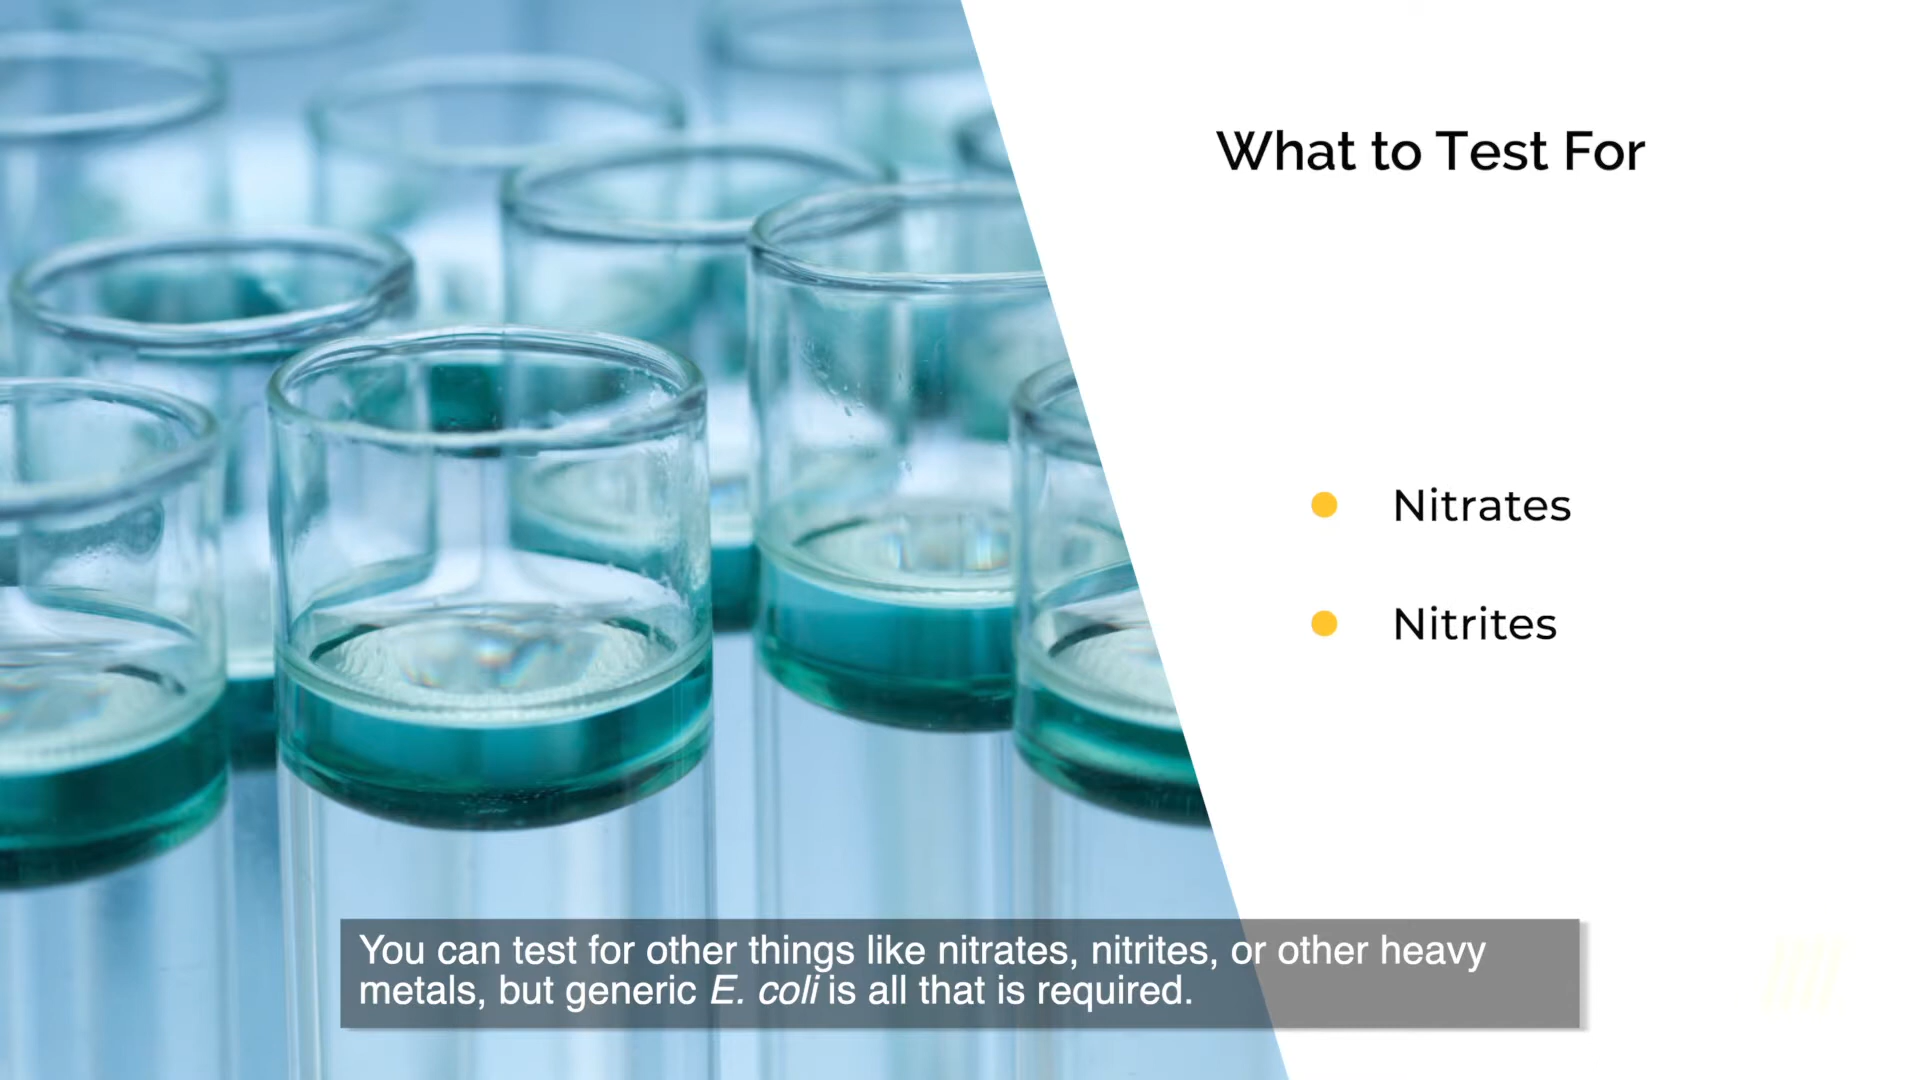 What to Test For
Nitrates
Nitrites
You can test for other things like nitrates, nitrites, or other heavy
metals, but generic E. coli is all that is required.